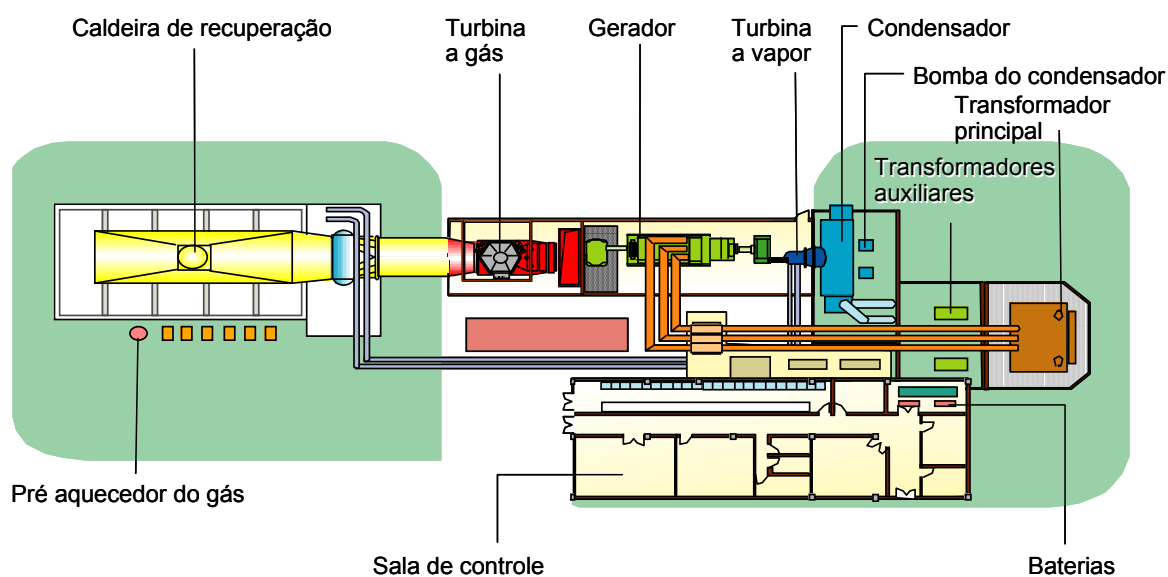 Caldeira de recuperação
Turbina
a gás
Gerador
Turbina
a vapor
Condensador
Bomba do condensador
Transformador
principal
Transformadores
auxiliares
Pré aquecedor do gás
Sala de controle
Baterias